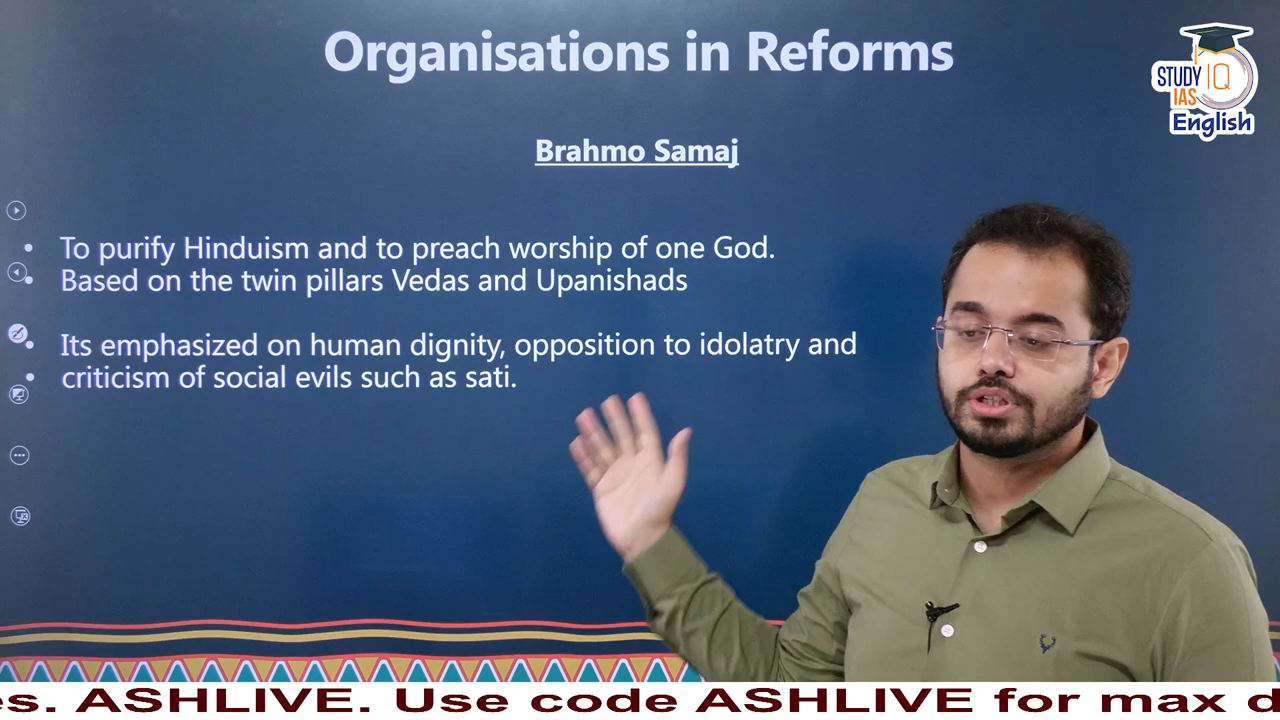 Organisations in Reforms
STUDY IQ
IAS
English
Brahmo Samaj
• To purify Hinduism and to preach worship of one God.
• Based on the twin pillars Vedas and Upanishads
• Its emphasized on human dignity, opposition to idolatry and
• criticism of social evils such as sati.
es. ASHLIVE. Use code ASHLIVE for max d